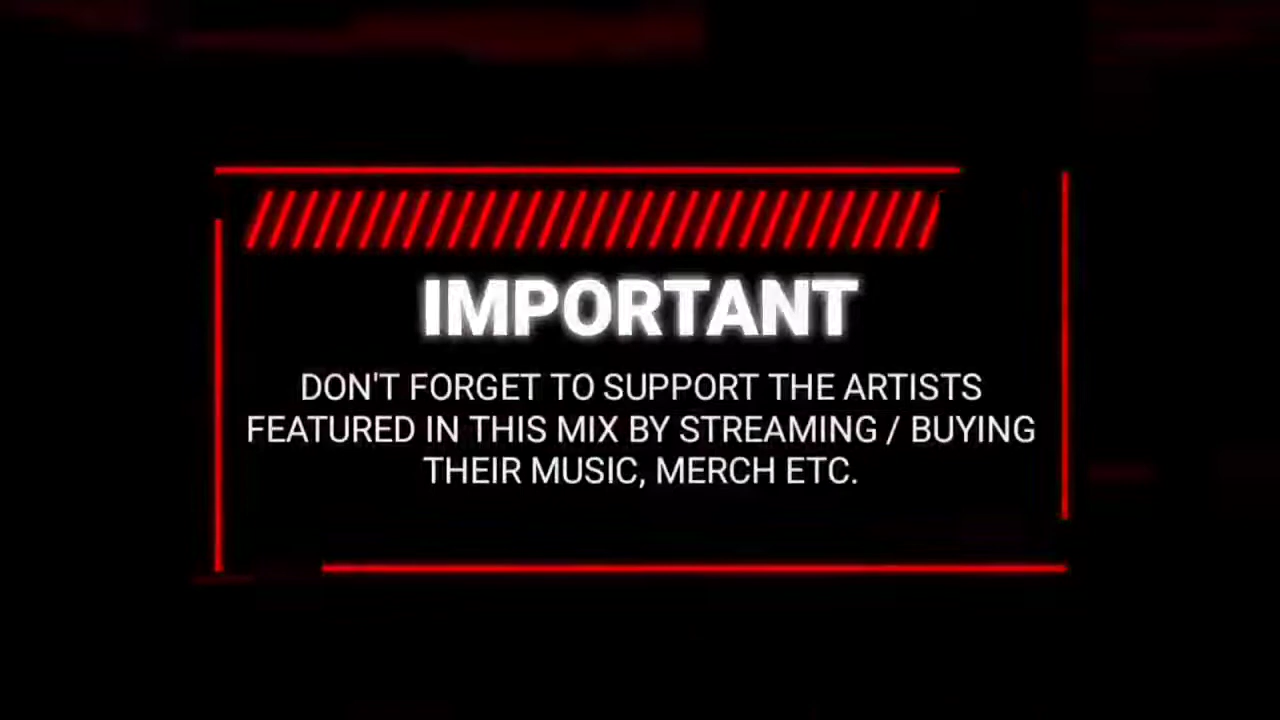 IMPORTANT
DON'T FORGET TO SUPPORT THE ARTISTS
FEATURED IN THIS MIX BY STREAMING / BUYING
THEIR MUSIC, MERCH ETC.